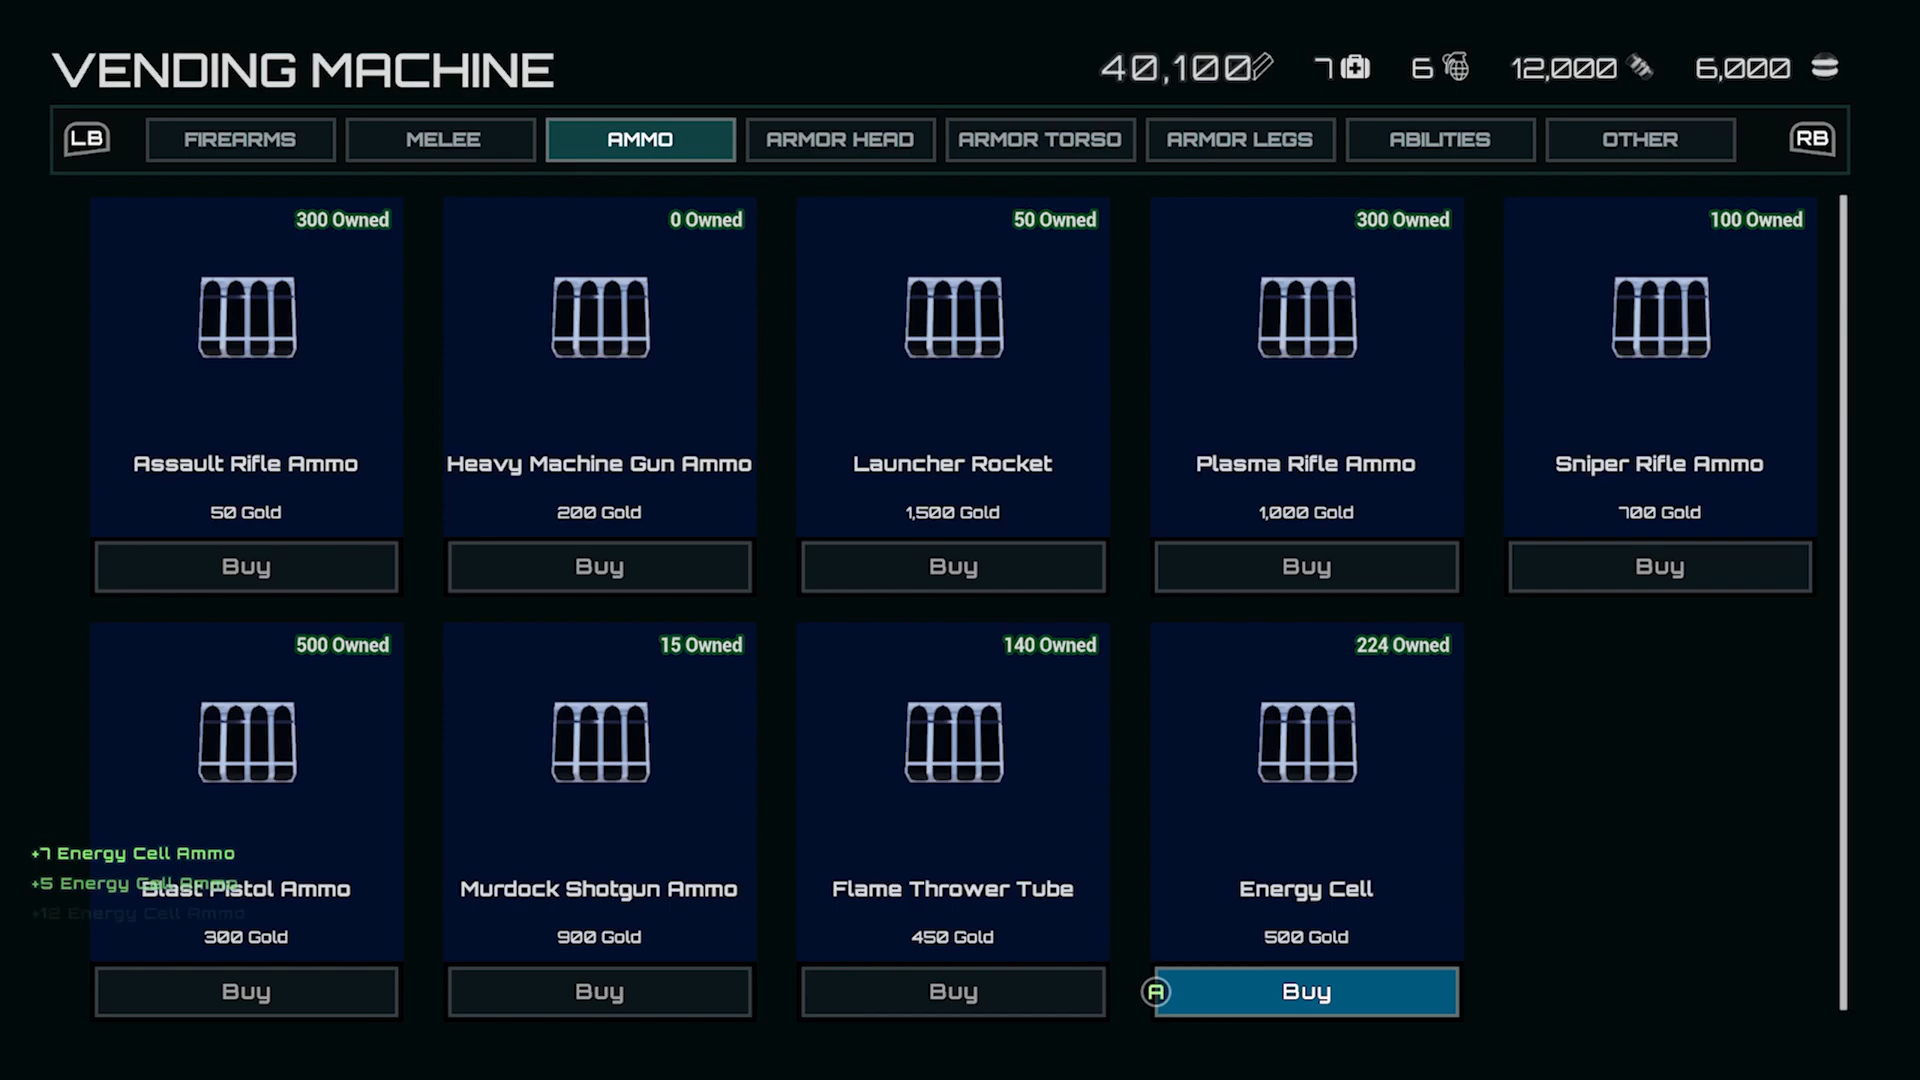 VENDING MACHINE
40,100 7 6 12,000 6,000
LB FIREARMS MELEE AMMO ARMOR HEAD ARMOR TORSO ARMOR LEGS ABILITIES OTHER RB
300 Owned 0 Owned 50 Owned 300 Owned 100 Owned
Assault Rifle Ammo Heavy Machine Gun Ammo Launcher Rocket Plasma Rifle Ammo Sniper Rifle Ammo
50 Gold 200 Gold 1,500 Gold 1,000 Gold 700 Gold
Buy Buy Buy Buy Buy
500 Owned 15 Owned 140 Owned 224 Owned
+7 Energy Cell Ammo
+5 Energy Cell Ammo
Blast Pistol Ammo Murdock Shotgun Ammo Flame Thrower Tube Energy Cell
+12 Energy Cell Ammo
300 Gold 900 Gold 450 Gold 500 Gold
Buy Buy Buy A Buy